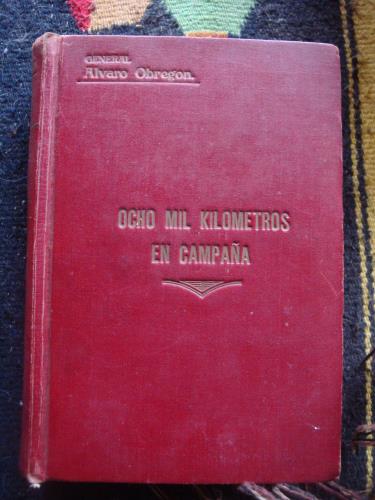 GENERAL
Alvaro Obregon.
OCHO MIL KILOMETROS
EN CAMPAÑA